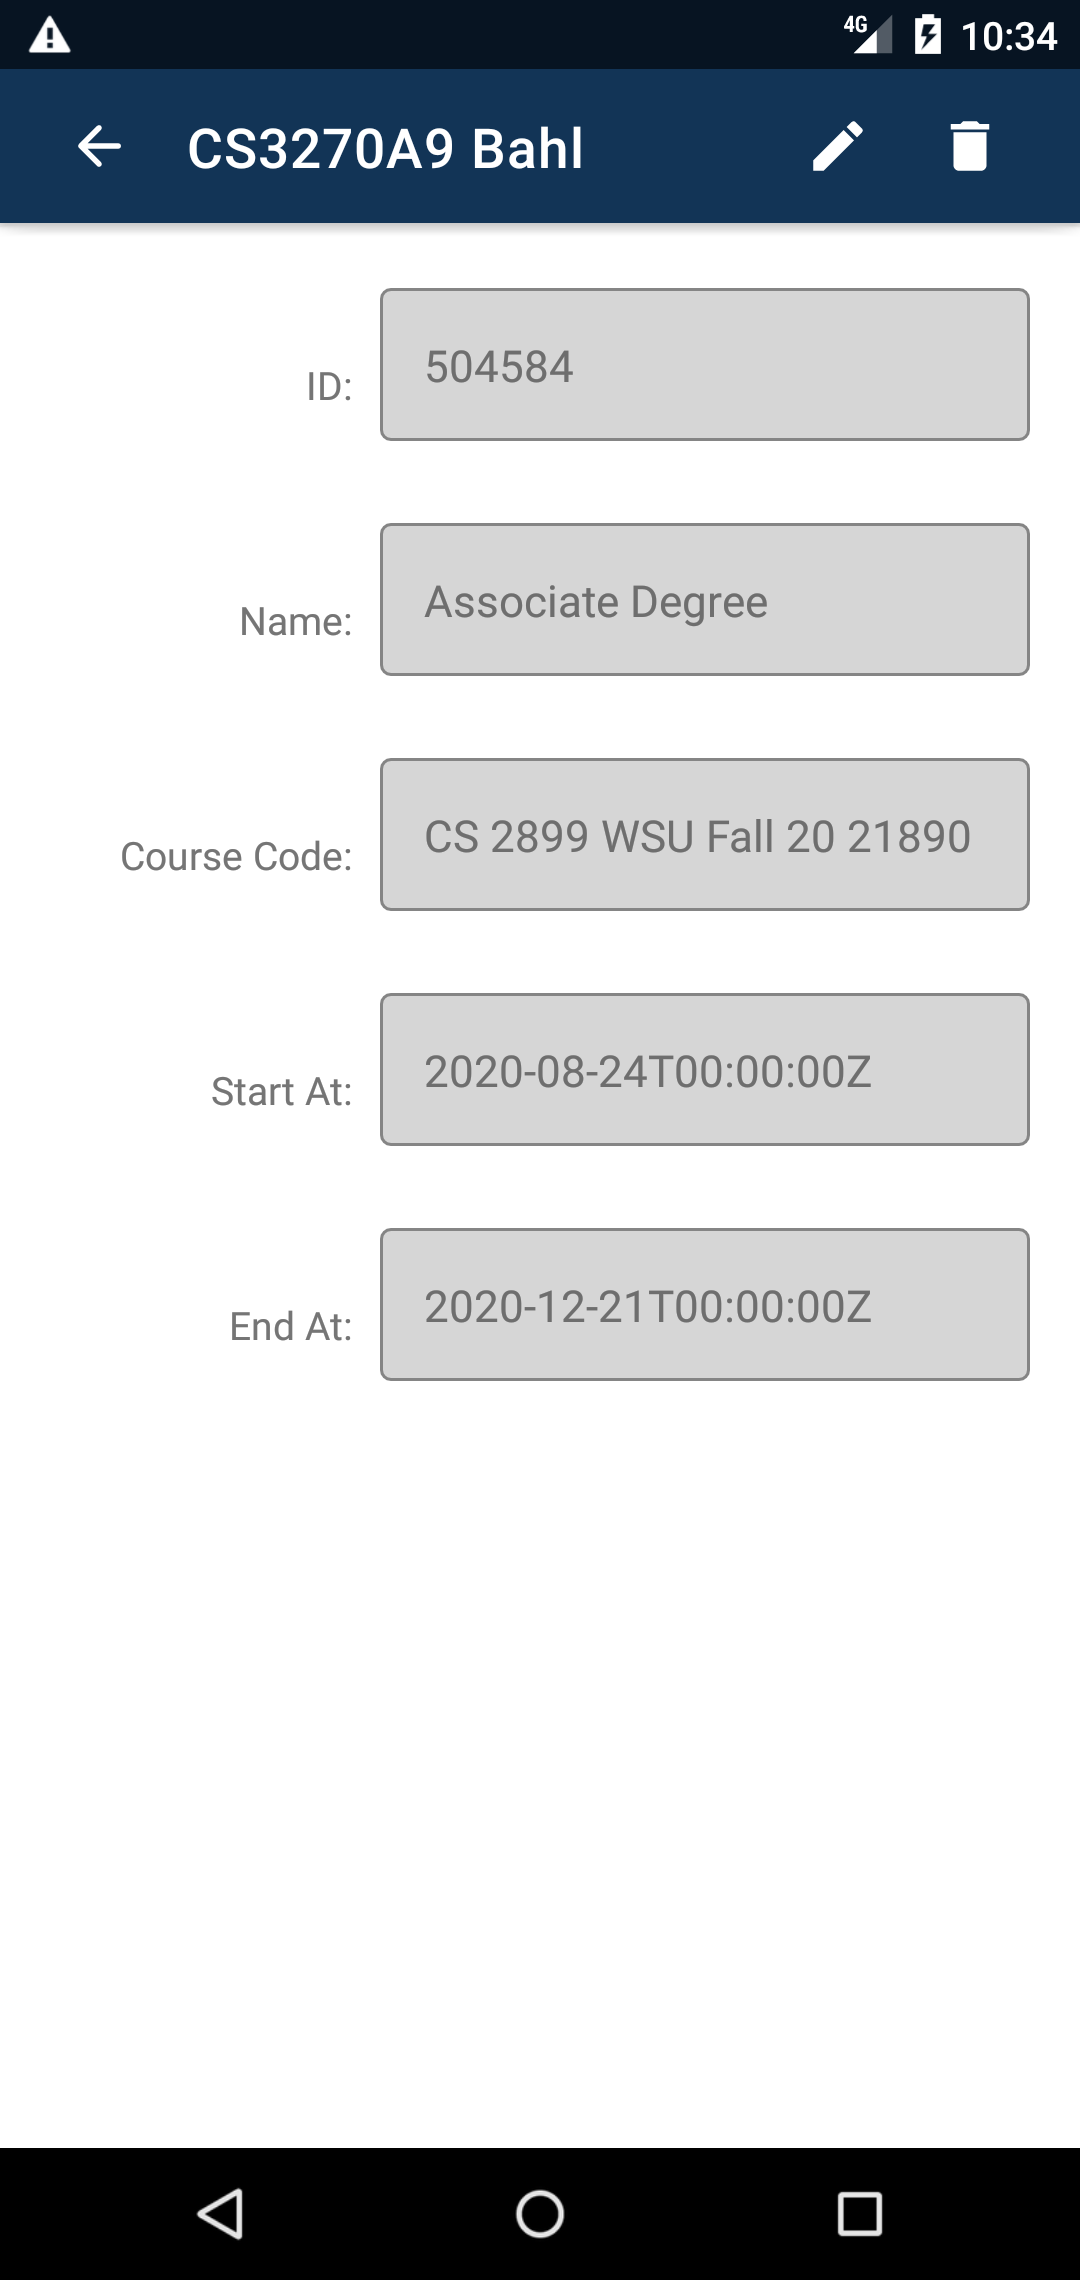 4G 10:34
CS3270A9 Bahl
ID: 504584
Name: Associate Degree
Course Code: CS 2899 WSU Fall 20 21890
Start At: 2020-08-24T00:00:00Z
End At: 2020-12-21T00:00:00Z